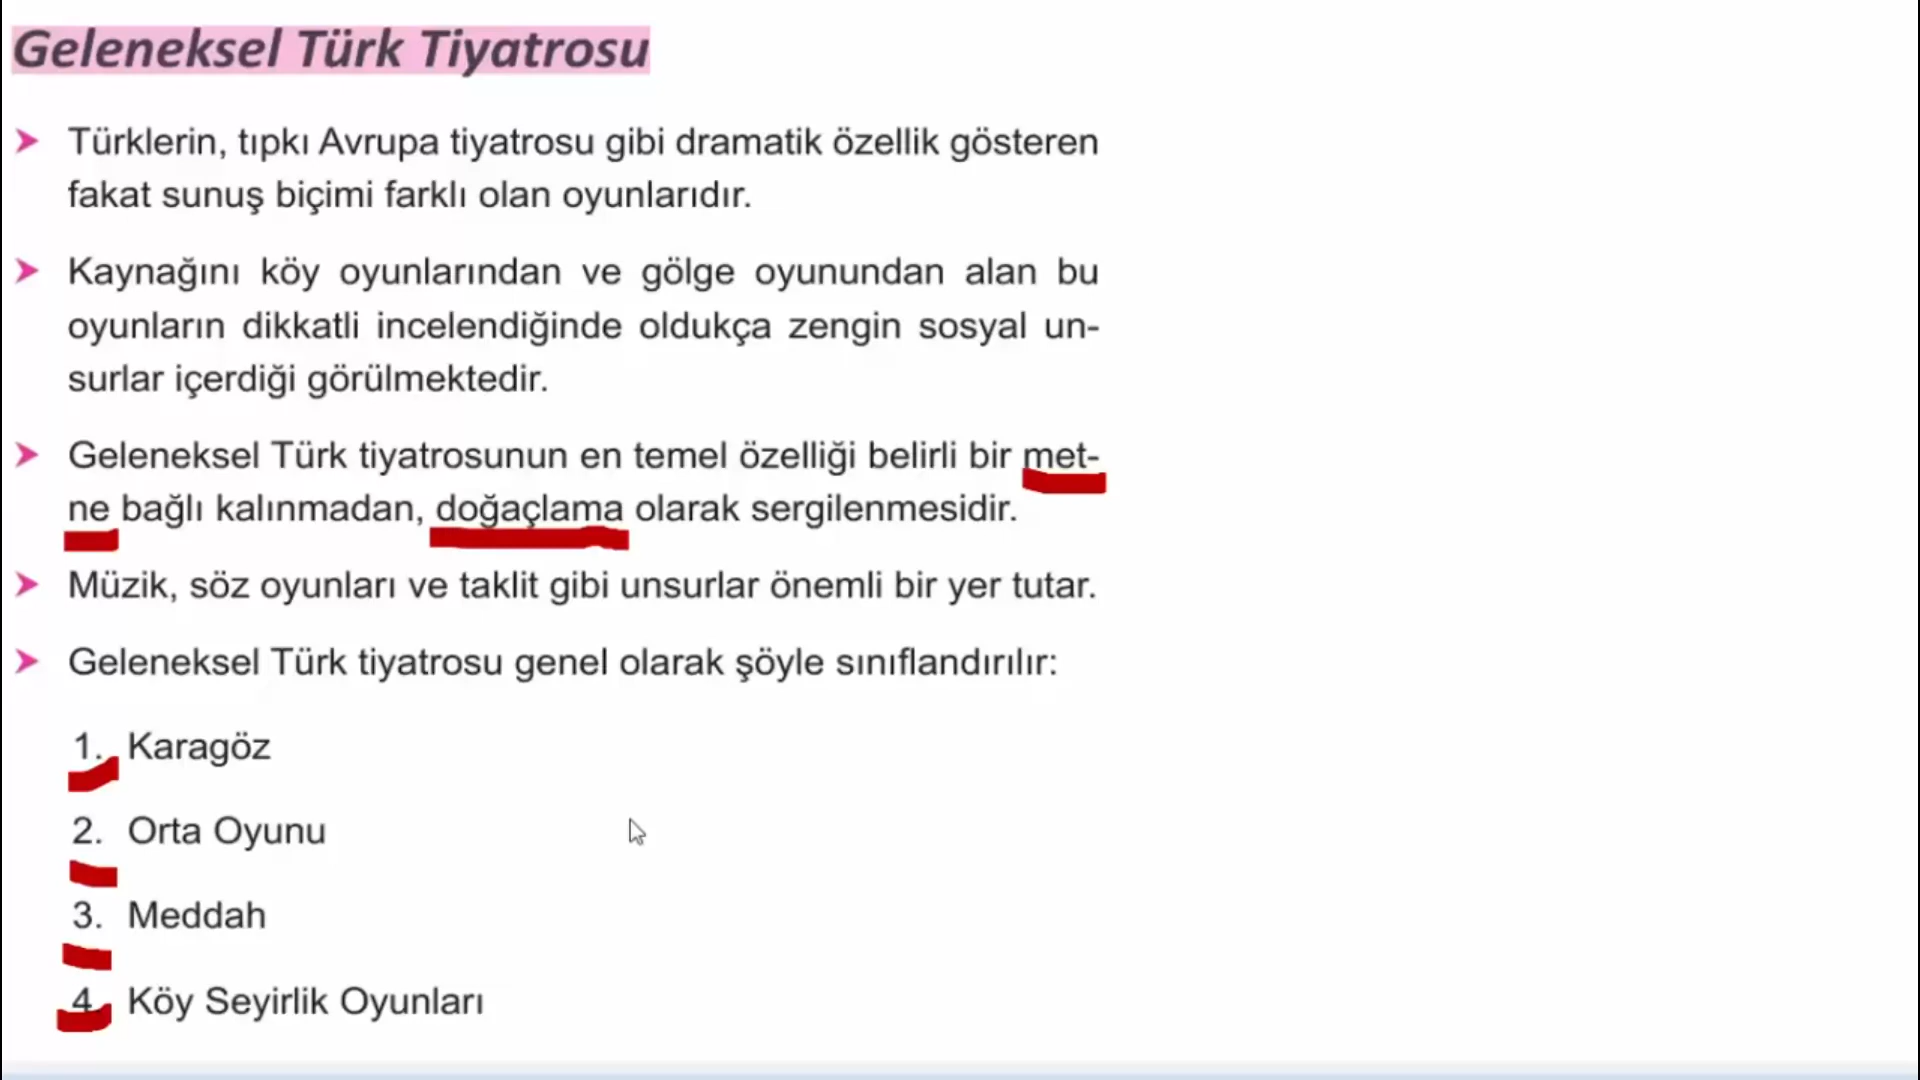 Geleneksel Türk Tiyatrosu
Türklerin, tıpkı Avrupa tiyatrosu gibi dramatik özellik gösteren
fakat sunuş biçimi farklı olan oyunlarıdır.
Kaynağını köy oyunlarından ve gölge oyunundan alan bu
oyunların dikkatli incelendiğinde oldukça zengin sosyal un-
surlar içerdiği görülmektedir.
Geleneksel Türk tiyatrosunun en temel özelliği belirli bir met-
ne bağlı kalınmadan, doğaçlama olarak sergilenmesidir.
Müzik, söz oyunları ve taklit gibi unsurlar önemli bir yer tutar.
Geleneksel Türk tiyatrosu genel olarak şöyle sınıflandırılır:
1. Karagöz
2. Orta Oyunu
3. Meddah
4. Köy Seyirlik Oyunları